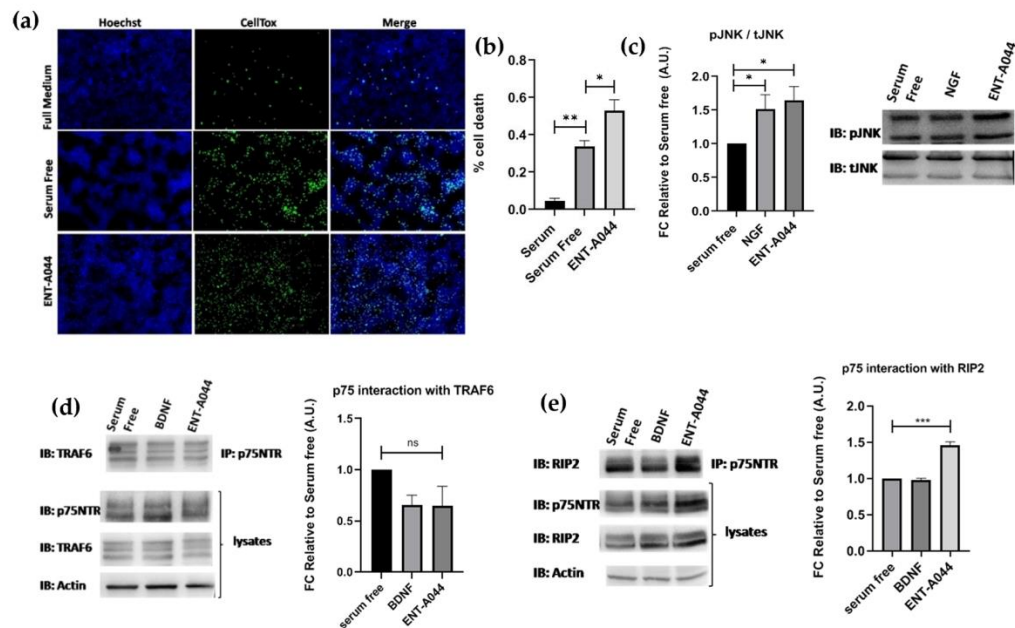 (a)
Hoechst CellTox Merge
Full Medium
Serum Free
ENT-A044
(b)
% cell death
0.8
0.6
0.4
0.2
0.0
**
*
Serum
Serum Free
ENT-A044
(c)
pJNK / tJNK
FC Relative to Serum free (A.U.)
2.0
1.5
1.0
0.5
0.0
*
*
serum free
NGF
ENT-A044
Serum Free
NGF
ENT-A044
IB: pJNK
IB: tJNK
(d)
Serum Free
BDNF
ENT-A044
IB: TRAF6
IP: p75NTR
IB: p75NTR
IB: TRAF6
IB: Actin
lysates
p75 interaction with TRAF6
FC Relative to Serum free (A.U.)
1.5
1.0
0.5
0.0
ns
serum free
BDNF
ENT-A044
(e)
Serum Free
BDNF
ENT-A044
IB: RIP2
IP: p75NTR
IB: p75NTR
IB: RIP2
IB: Actin
lysates
p75 interaction with RIP2
FC Relative to Serum free (A.U.)
2.0
1.5
1.0
0.5
0.0
***
serum free
BDNF
ENT-A044